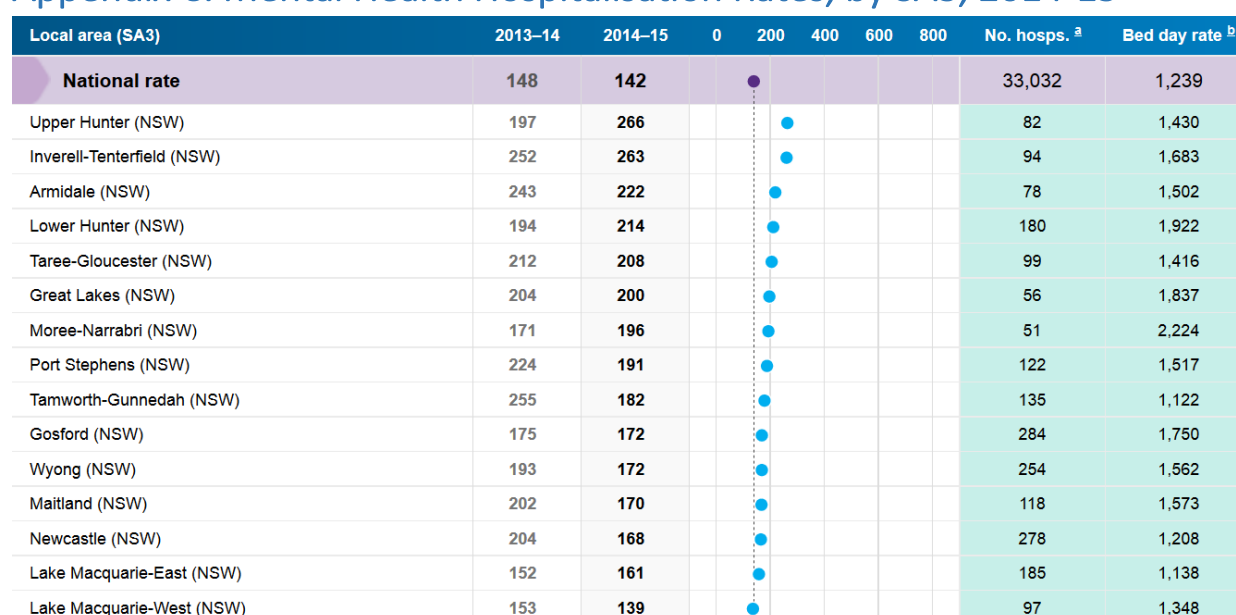 Local area (SA3) 2013–14 2014–15 0 200 400 600 800 No. hosps. a Bed day rate b
National rate 148 142 33,032 1,239
Upper Hunter (NSW) 197 266 82 1,430
Inverell-Tenterfield (NSW) 252 263 94 1,683
Armidale (NSW) 243 222 78 1,502
Lower Hunter (NSW) 194 214 180 1,922
Taree-Gloucester (NSW) 212 208 99 1,416
Great Lakes (NSW) 204 200 56 1,837
Moree-Narrabri (NSW) 171 196 51 2,224
Port Stephens (NSW) 224 191 122 1,517
Tamworth-Gunnedah (NSW) 255 182 135 1,122
Gosford (NSW) 175 172 284 1,750
Wyong (NSW) 193 172 254 1,562
Maitland (NSW) 202 170 118 1,573
Newcastle (NSW) 204 168 278 1,208
Lake Macquarie-East (NSW) 152 161 185 1,138
Lake Macquarie-West (NSW) 153 139 97 1,348